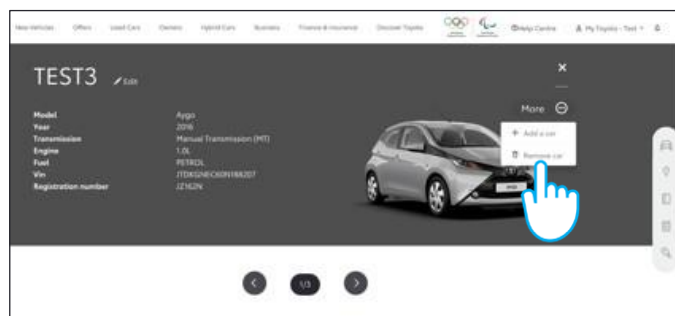 New Vehicles Offers Used Cars Owners Hybrid Cars Business Finance & Insurance Discover Toyota Help Centre My Toyota - Test
TEST3 Edit
More
Add a car
Remove car
Model Aygo
Year 2016
Transmission Manual Transmission (MT)
Engine 1.0L
Fuel PETROL
Vin JTDKGNEC60N188207
Registration number JZ162N
1/3